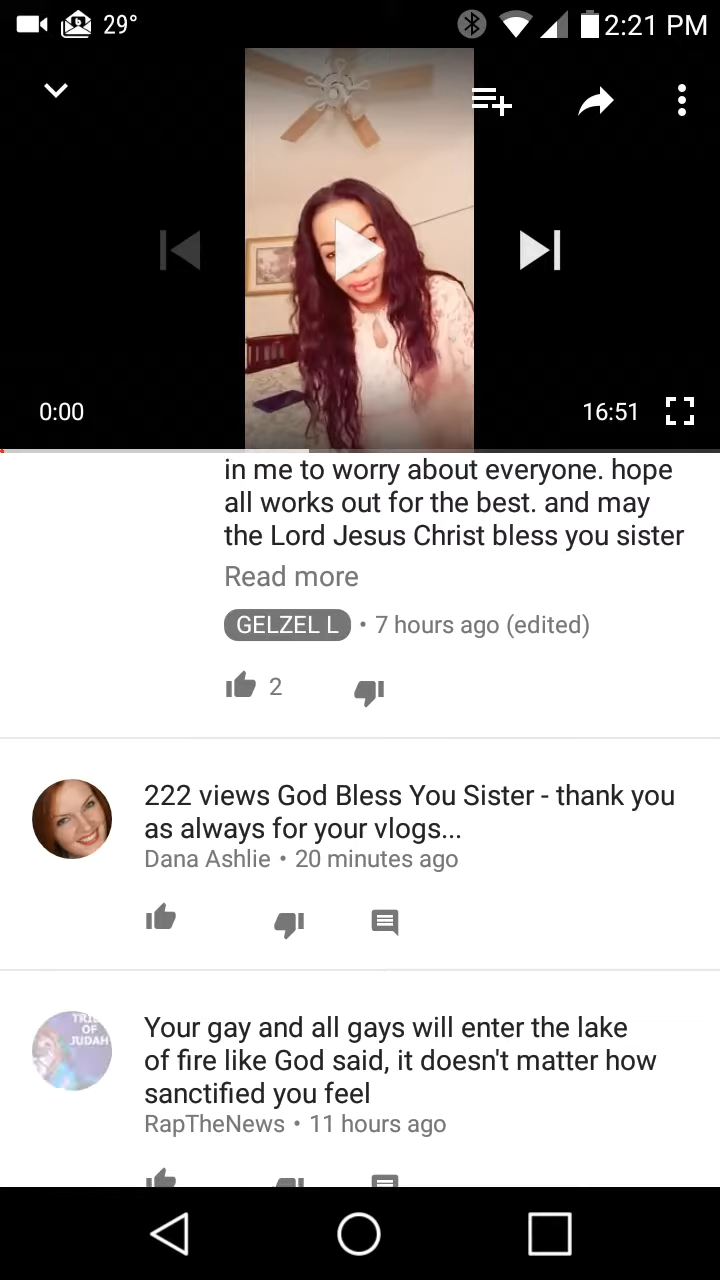 29° 2:21 PM
0:00 16:51
in me to worry about everyone. hope
all works out for the best. and may
the Lord Jesus Christ bless you sister
Read more
GELZEL L • 7 hours ago (edited)
2
222 views God Bless You Sister - thank you
as always for your vlogs...
Dana Ashlie • 20 minutes ago
OF
JUDAH
Your gay and all gays will enter the lake
of fire like God said, it doesn't matter how
sanctified you feel
RapTheNews • 11 hours ago